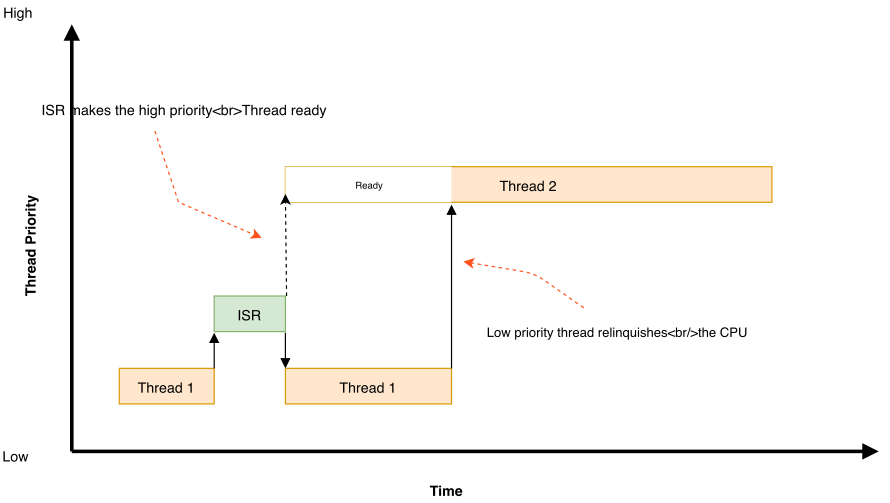 High
ISR makes the high priority<br>Thread ready
Ready
Thread 2
Thread Priority
ISR
Low priority thread relinquishes<br/>the CPU
Thread 1
Thread 1
Low
Time